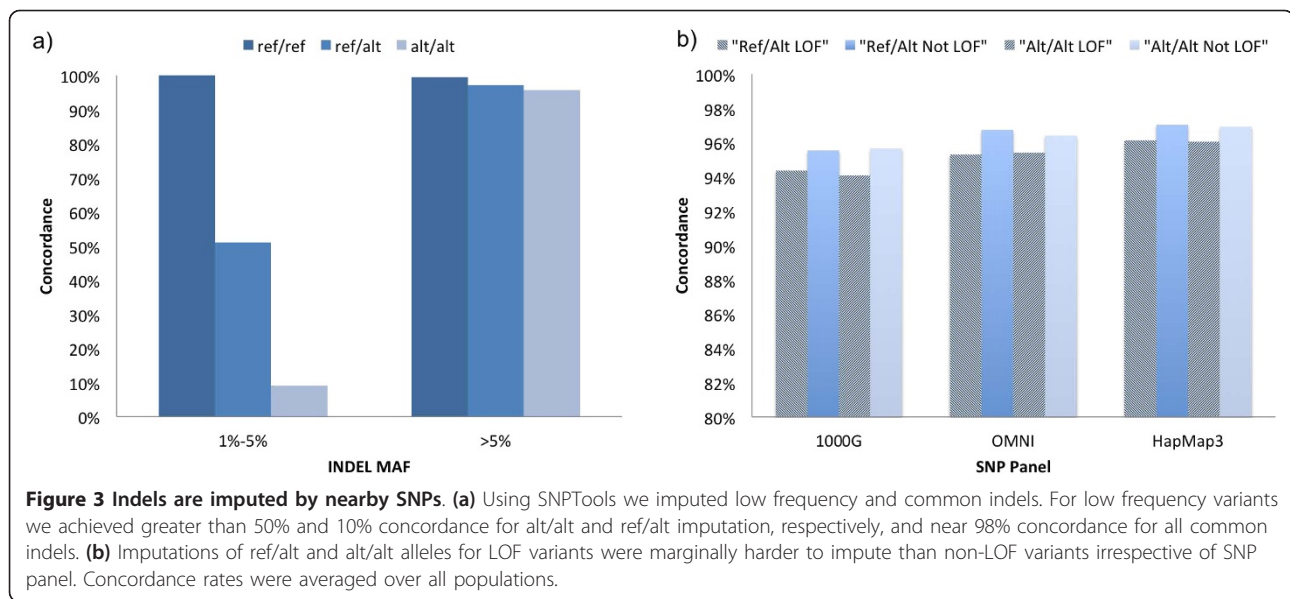 a)
ref/ref ref/alt alt/alt
100%
90%
80%
70%
60%
50%
40%
30%
20%
10%
0%
Concordance
1%-5% >5%
INDEL MAF
b)
"Ref/Alt LOF" "Ref/Alt Not LOF" "Alt/Alt LOF" "Alt/Alt Not LOF"
100%
98%
96%
94%
92%
90%
88%
86%
84%
82%
80%
Concordance
1000G OMNI HapMap3
SNP Panel
Figure 3 Indels are imputed by nearby SNPs. (a) Using SNPTools we imputed low frequency and common indels. For low frequency variants
we achieved greater than 50% and 10% concordance for alt/alt and ref/alt imputation, respectively, and near 98% concordance for all common
indels. (b) Imputations of ref/alt and alt/alt alleles for LOF variants were marginally harder to impute than non-LOF variants irrespective of SNP
panel. Concordance rates were averaged over all populations.